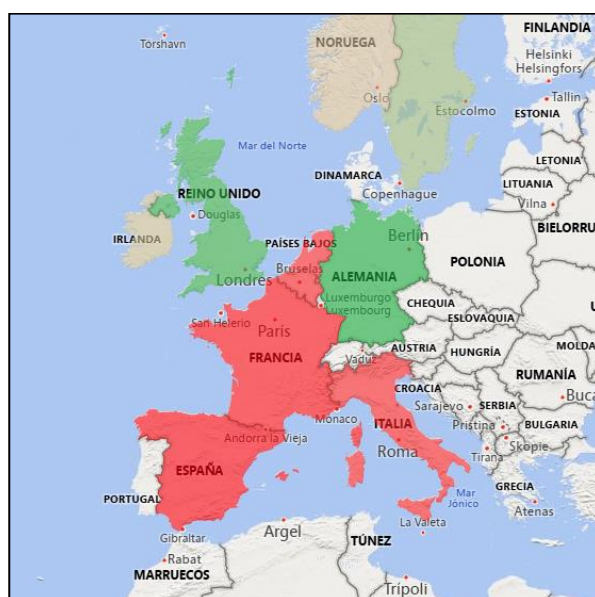 FINLANDIA
Tórshavn
NORUEGA
Helsinki
Helsingfors
Oslo
Estocolmo
Tallin
ESTONIA
Mar del Norte
LETONIA
DINAMARCA
LITUANIA
REINO UNIDO
Copenhague
Vilna
Douglas
BIELORRU
IRLANDA
PAÍSES BAJOS
Berlín
POLONIA
Londres
Bruselas
ALEMANIA
Luxemburgo
Luxembourg
CHEQUIA
U
San Helerio
ESLOVAQUIA
París
AUSTRIA
MOLDA
FRANCIA
Vaduz
HUNGRÍA
RUMANÍA
CROACIA
Mónaco
Sarajevo
SERBIA
Buca
ITALIA
Pristina
BULGARIA
Andorra la Vieja
Roma
Skopie
ESPAÑA
Tirana
GRECIA
PORTUGAL
Mar
Jónico
Atenas
Gibraltar
Argel
La Valeta
TÚNEZ
Rabat
MARRUECOS
Trípoli